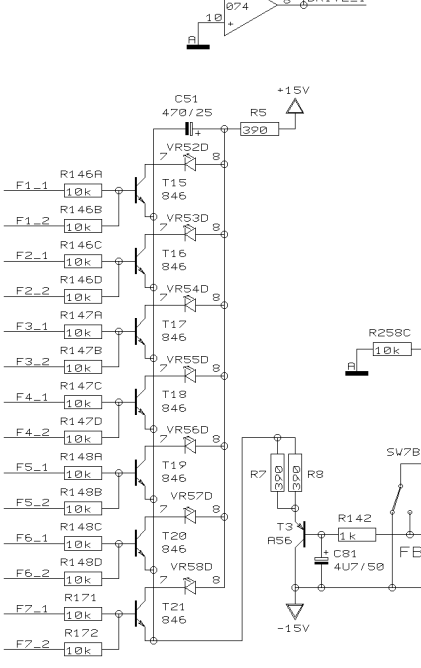 074
10
+
A
+15V
C51
470/25
R5
390
+
VR52D
7 8
R146A
F1_1 10k
T15
846
R146B
F1_2 10k
VR53D
7 8
R146C
F2_1 10k
T16
846
R146D
F2_2 10k
VR54D
7 8
R147A
F3_1 10k
T17
846
R147B
F3_2 10k
R258C
10k
A
VR55D
7 8
R147C
F4_1 10k
T18
846
R147D
F4_2 10k
VR56D
7 8
R148A
F5_1 10k
T19
846
R7 390 390 R8
SW7B
R148B
F5_2 10k
VR57D
7 8
R148C
F6_1 10k
T20
846
T3
A56
R142
1k
FB
+ C81
4U7/50
R148D
F6_2 10k
VR58D
7 8
R171
F7_1 10k
T21
846
-15V
R172
F7_2 10k